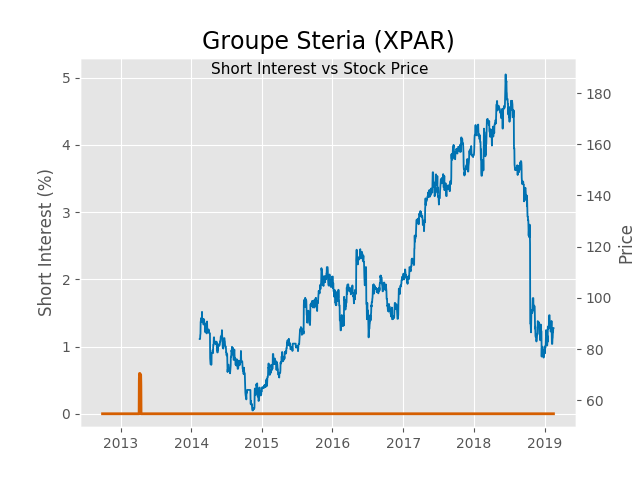 Groupe Steria (XPAR)
Short Interest vs Stock Price
Short Interest (%)
5
4
3
2
1
0
180
160
140
120
100
80
60
Price
2013 2014 2015 2016 2017 2018 2019